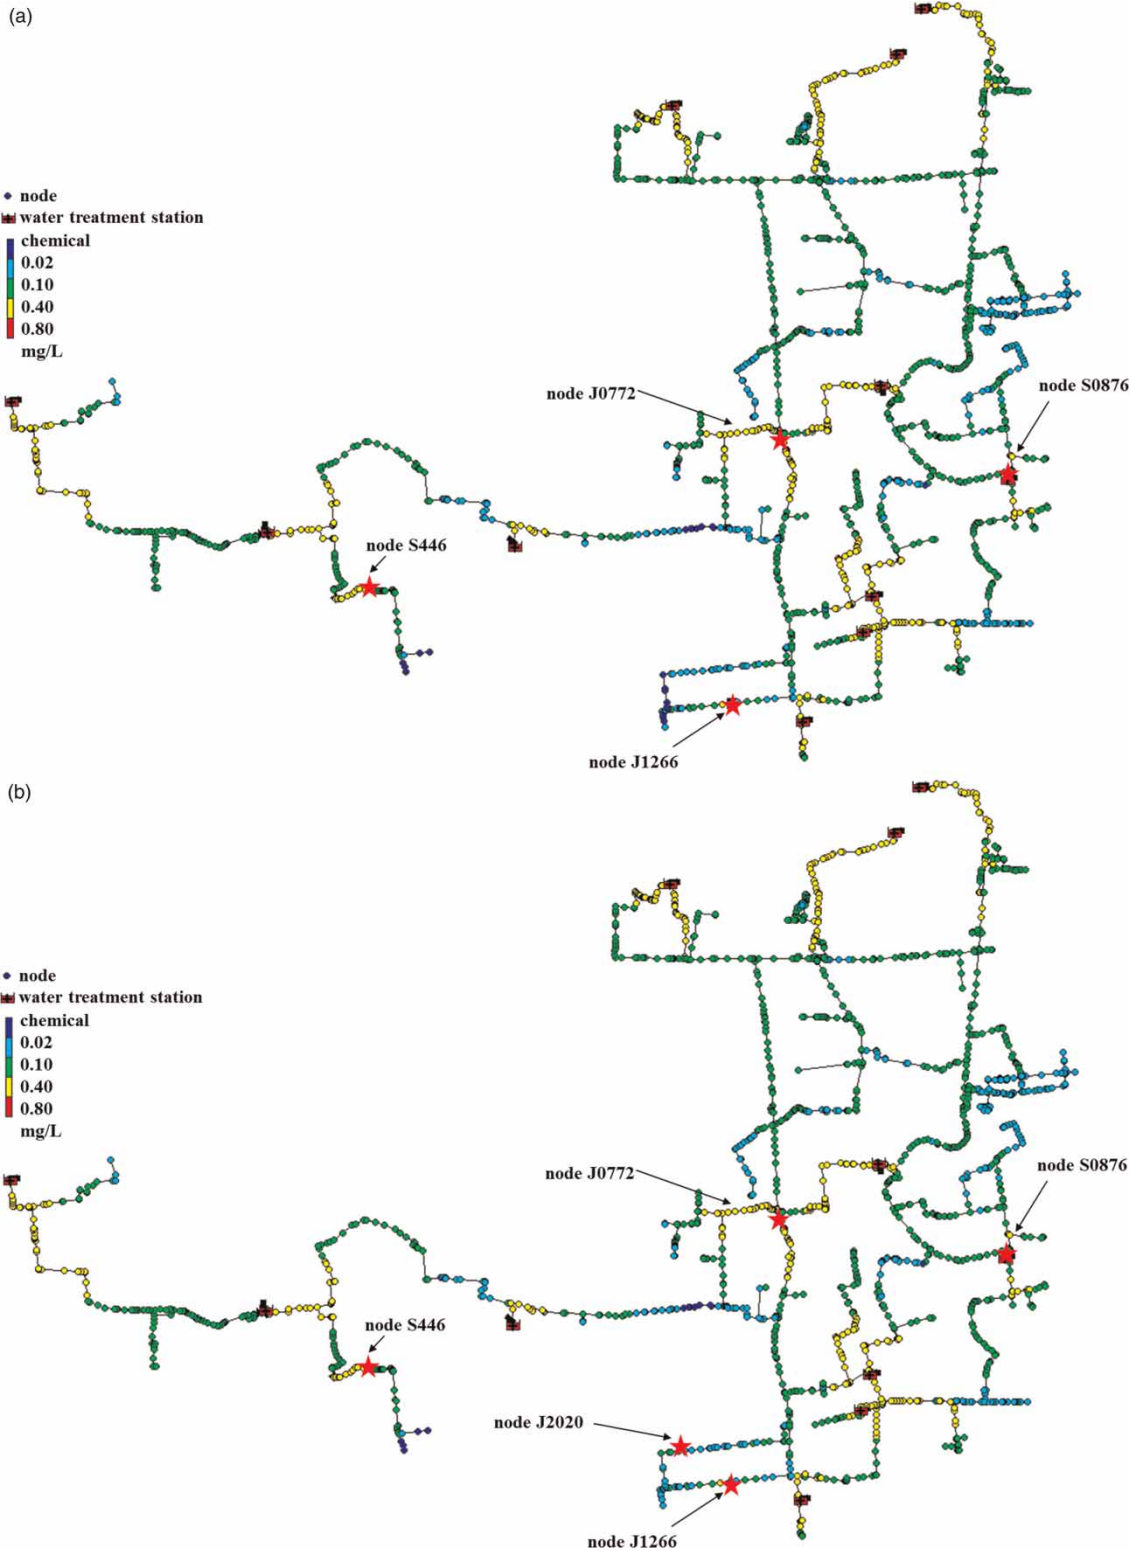 (a)
node
water treatment station
chemical
0.02
0.10
0.40
0.80
mg/L
node J0772
node S0876
node S446
node J1266
(b)
node
water treatment station
chemical
0.02
0.10
0.40
0.80
mg/L
node J0772
node S0876
node S446
node J2020
node J1266